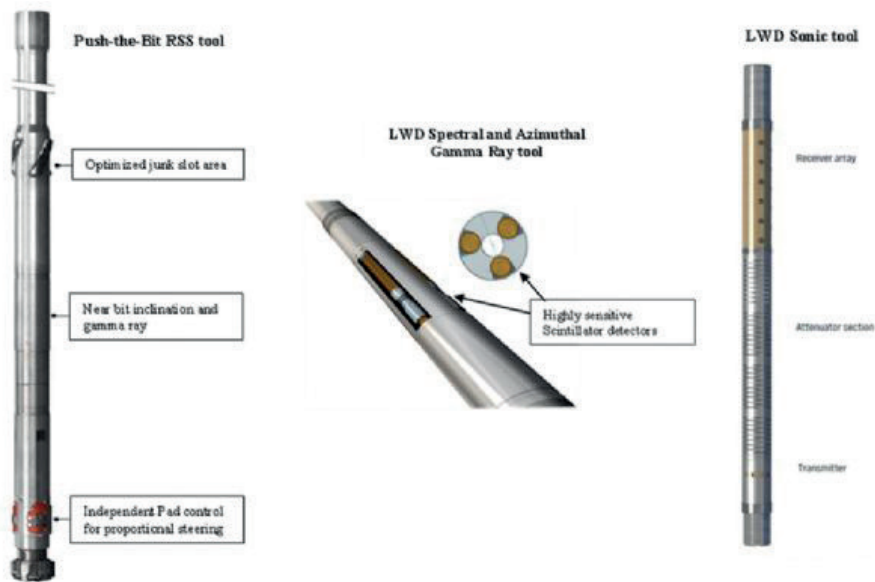 Push-the-Bit RSS tool
Optimized junk slot area
Near bit inclination and
gamma ray
Independent Pad control
for proportional steering
LWD Spectral and Azimuthal
Gamma Ray tool
Highly sensitive
Scintillator detectors
LWD Sonic tool
Receiver array
Attenuator section
Transmitter